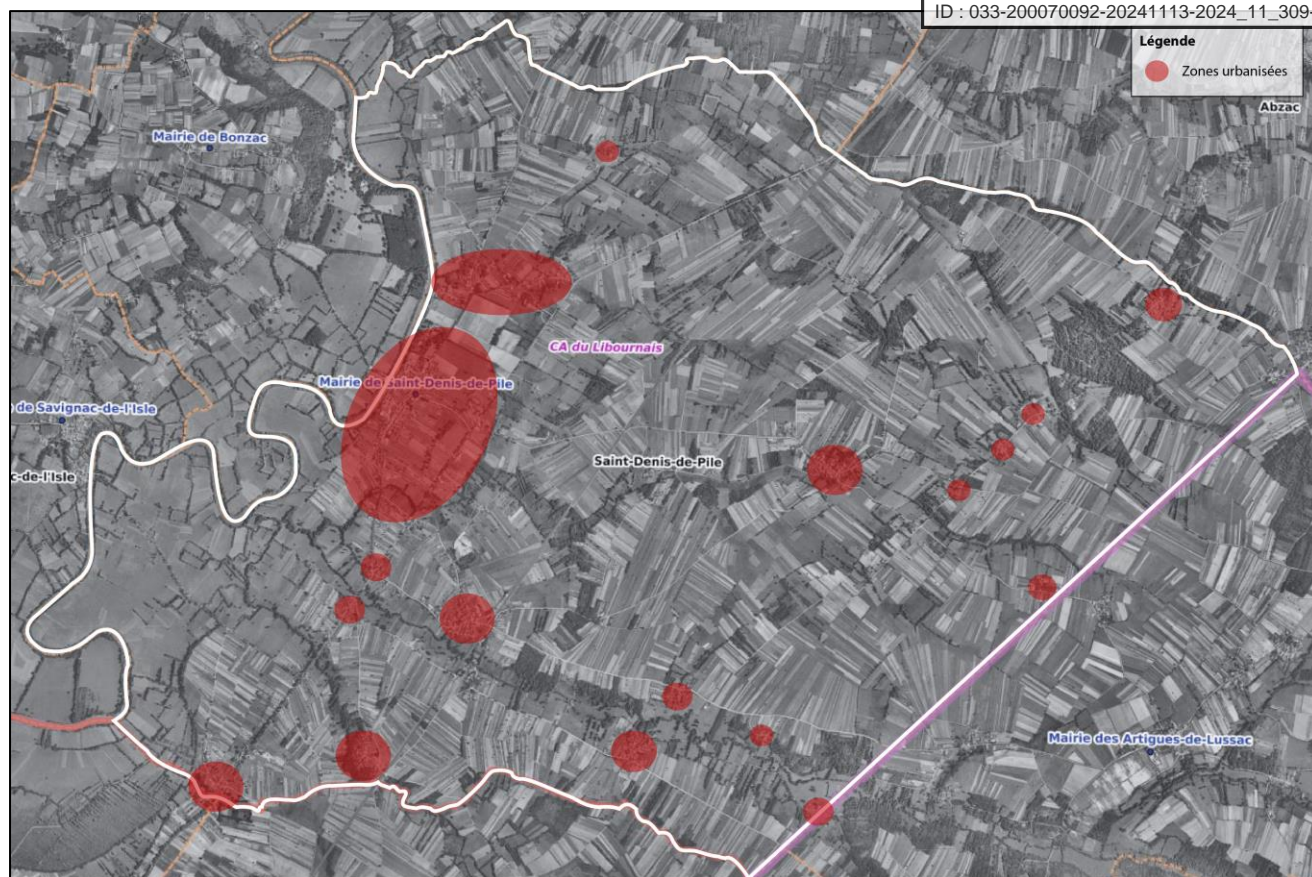 ID : 033-200070092-20241113-2024_11_309-
Légende
Zones urbanisées
Abzac
Mairie de Bonzac
CA du Libournais
Mairie de Saint-Denis-de-Pile
de Savignac-de-l'Isle
Saint-Denis-de-Pile
c-de-l'Isle
Mairie des Artigues-de-Lussac